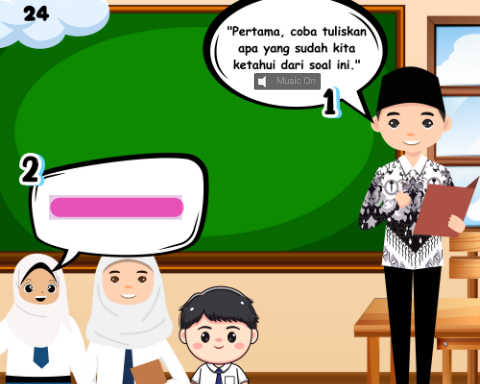 24
"Pertama, coba tuliskan
apa yang sudah kita
ketahui dari soal ini."
Music On
1
2